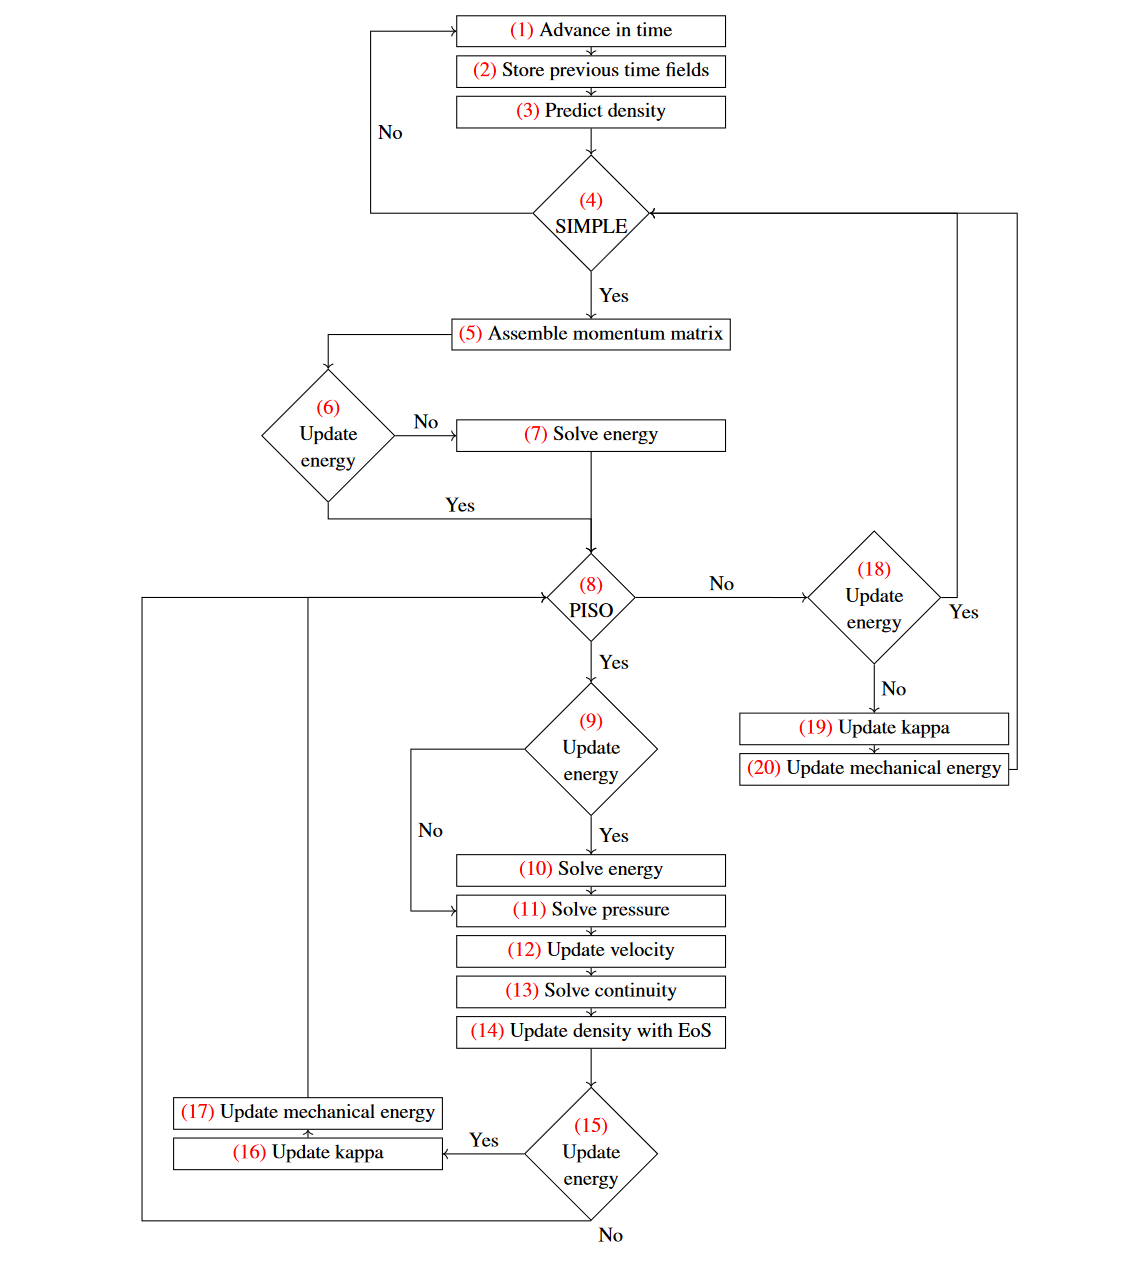 (1) Advance in time
(2) Store previous time fields
(3) Predict density
No
(4)
SIMPLE
Yes
(5) Assemble momentum matrix
(6)
Update
energy
No
(7) Solve energy
Yes
(8)
PISO
No
(18)
Update
energy
Yes
Yes
No
(9)
Update
energy
(19) Update kappa
(20) Update mechanical energy
No
Yes
(10) Solve energy
(11) Solve pressure
(12) Update velocity
(13) Solve continuity
(14) Update density with EoS
(17) Update mechanical energy
(16) Update kappa
Yes
(15)
Update
energy
No